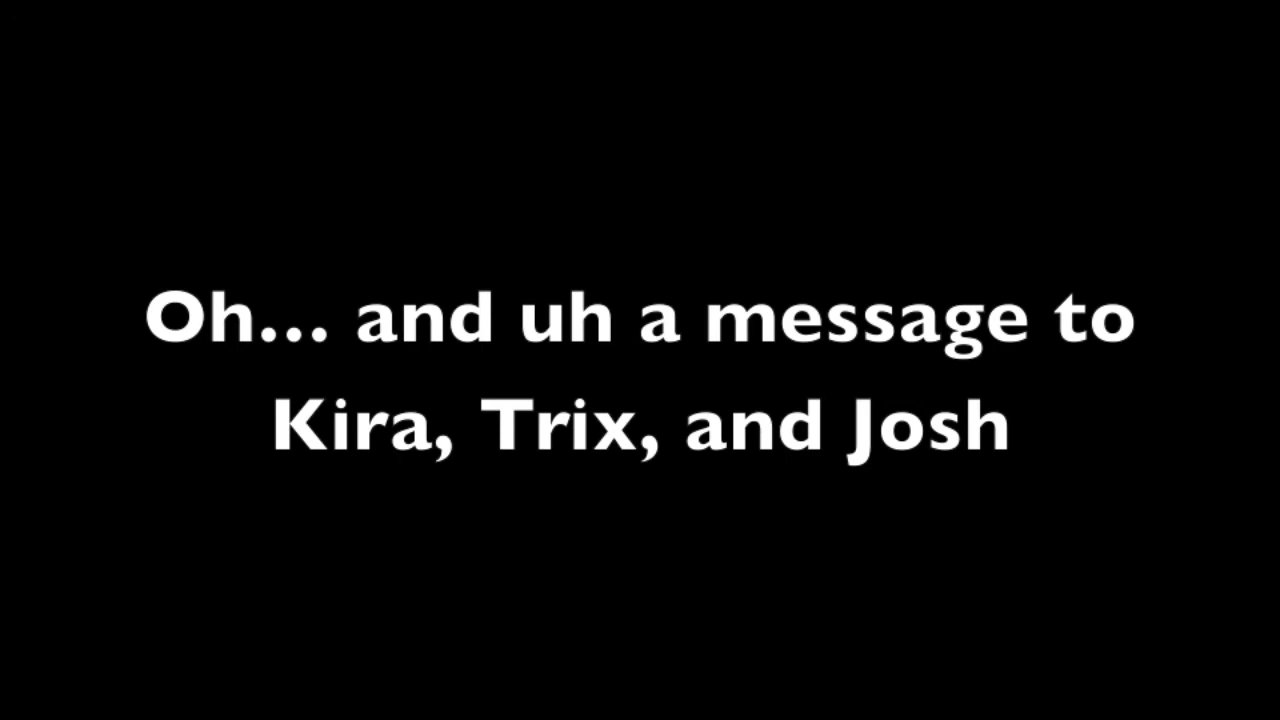 Oh... and uh a message to
Kira, Trix, and Josh